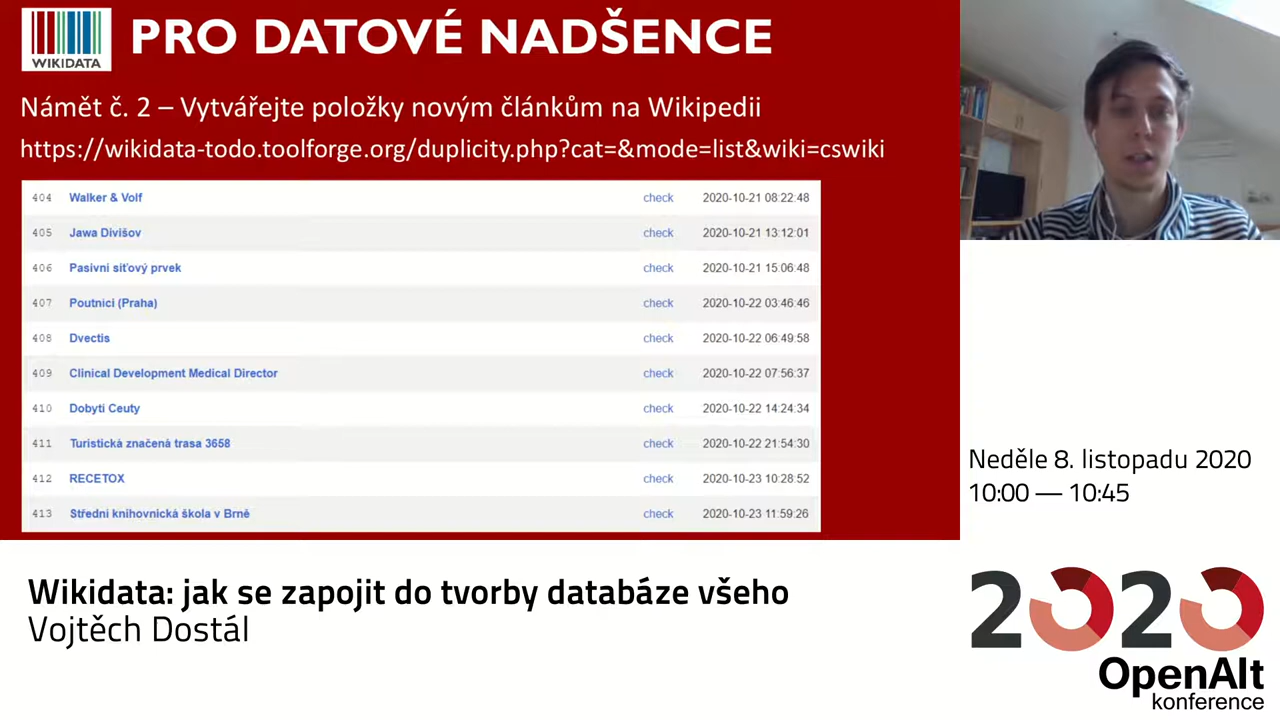 WIKIDATA
PRO DATOVÉ NADŠENCE
Námět č. 2 – Vytvářejte položky novým článkům na Wikipedii
https://wikidata-todo.toolforge.org/duplicity.php?cat=&mode=list&wiki=cswiki
404 Walker & Volf check 2020-10-21 08:22:48
405 Jawa Divišov check 2020-10-21 13:12:01
406 Pasivní síťový prvek check 2020-10-21 15:06:48
407 Poutníci (Praha) check 2020-10-22 03:46:46
408 Dvectis check 2020-10-22 06:49:58
409 Clinical Development Medical Director check 2020-10-22 07:56:37
410 Dobytí Ceuty check 2020-10-22 14:24:34
411 Turistická značená trasa 3658 check 2020-10-22 21:54:30
412 RECETOX check 2020-10-23 10:28:52
413 Střední knihovnická škola v Brně check 2020-10-23 11:59:26
Neděle 8. listopadu 2020
10:00 — 10:45
Wikidata: jak se zapojit do tvorby databáze všeho
Vojtěch Dostál
2020
OpenAlt
konference